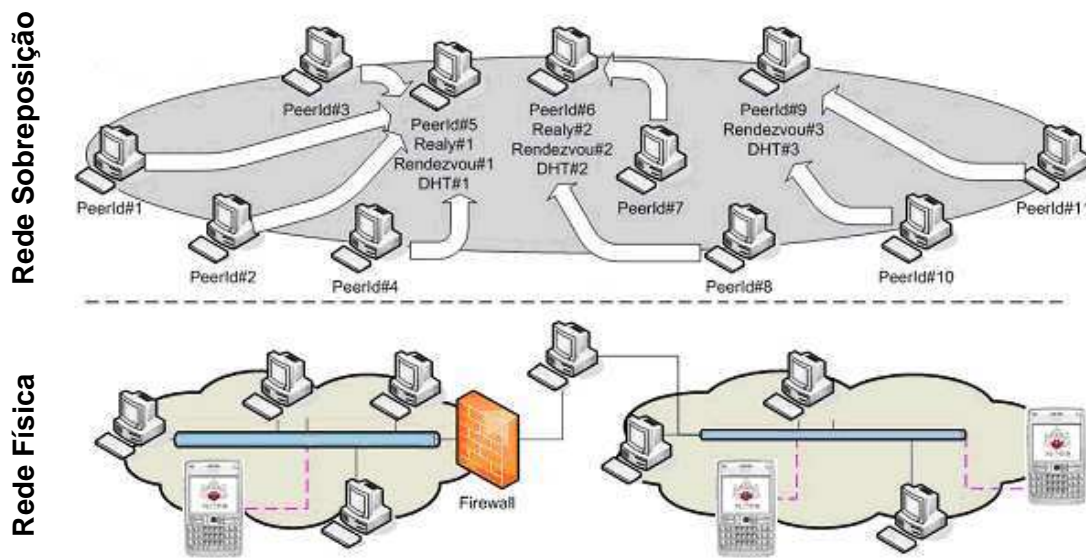 Rede Sobreposição
PeerId#3
PeerId#5
Realy#1
Rendezvou#1
DHT#1
PeerId#6
Realy#2
Rendezvou#2
DHT#2
PeerId#9
Rendezvou#3
DHT#3
PeerId#1
PeerId#7
PeerId#11
PeerId#2
PeerId#4
PeerId#8
PeerId#10
Rede Física
Firewall